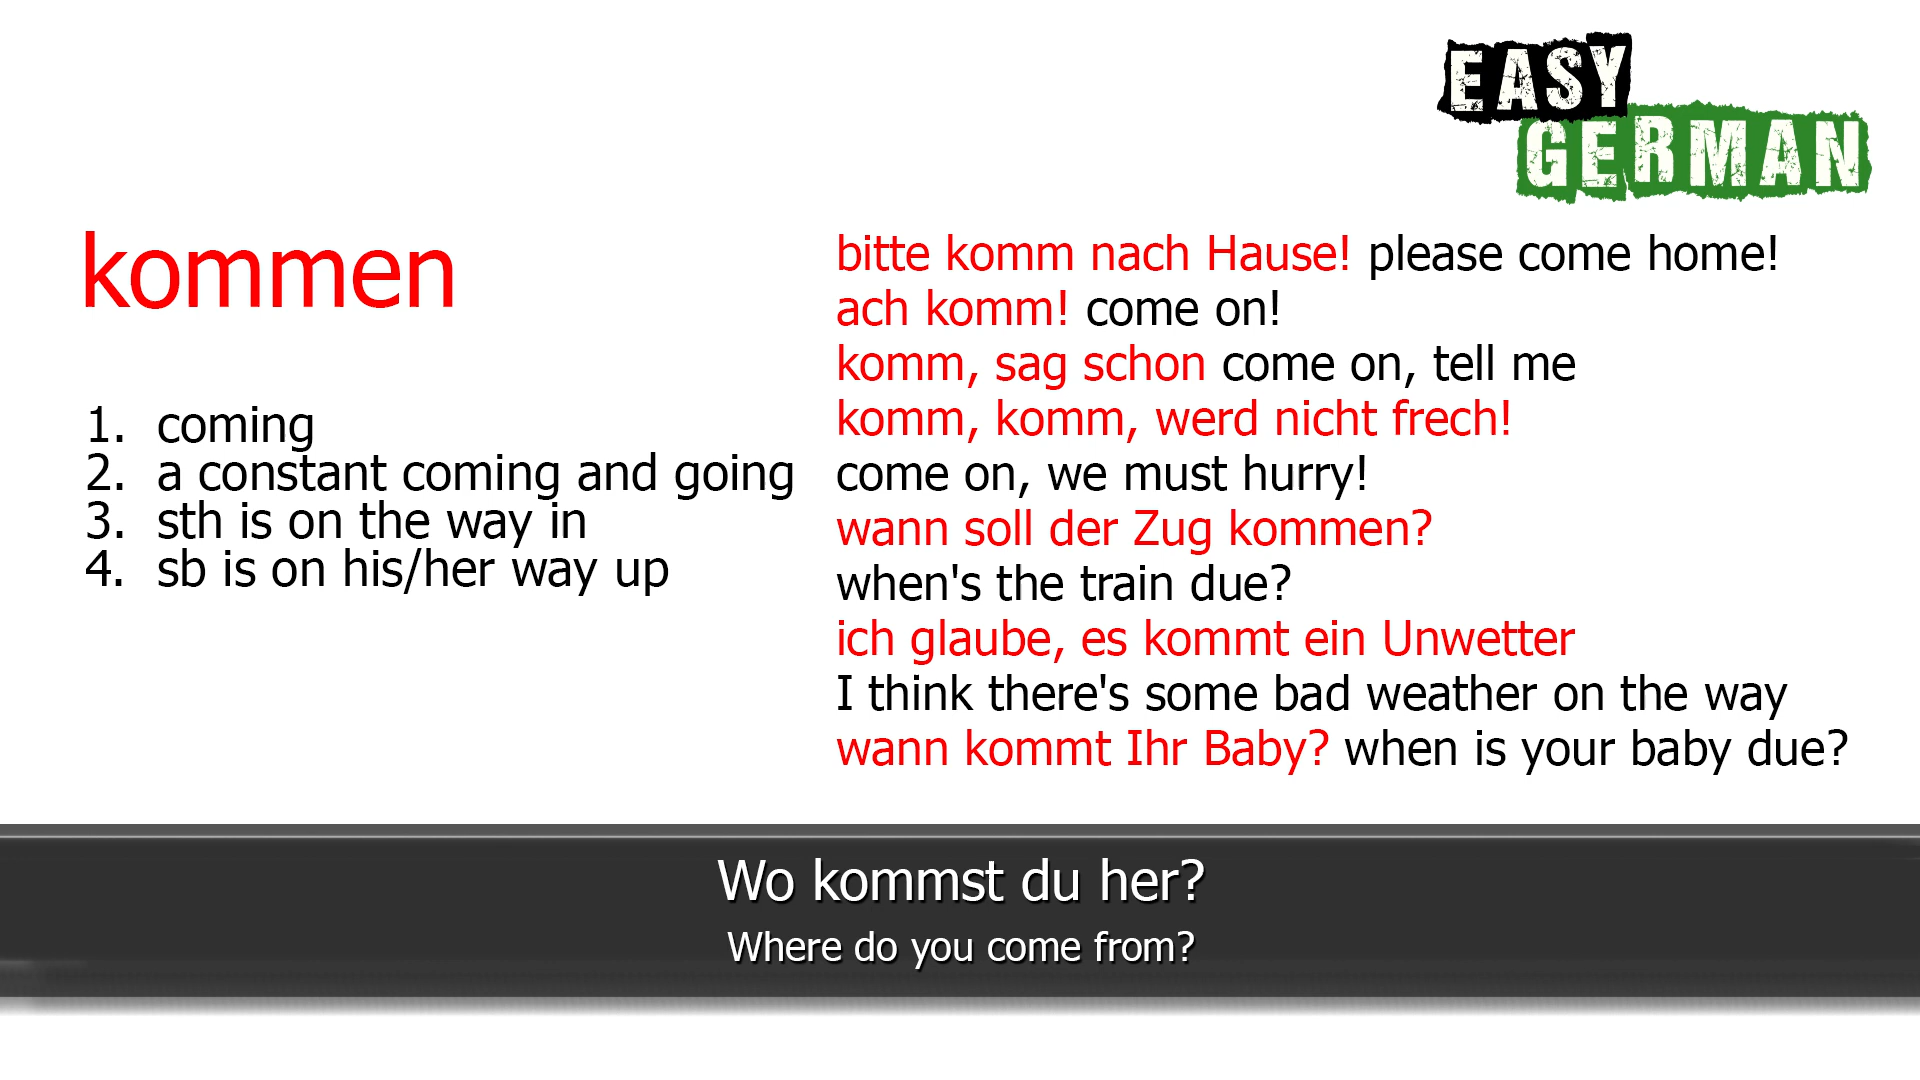 EASY
GERMAN
kommen
1. coming
2. a constant coming and going
3. sth is on the way in
4. sb is on his/her way up
bitte komm nach Hause! please come home!
ach komm! come on!
komm, sag schon come on, tell me
komm, komm, werd nicht frech!
come on, we must hurry!
wann soll der Zug kommen?
when's the train due?
ich glaube, es kommt ein Unwetter
I think there's some bad weather on the way
wann kommt Ihr Baby? when is your baby due?
Wo kommst du her?
Where do you come from?